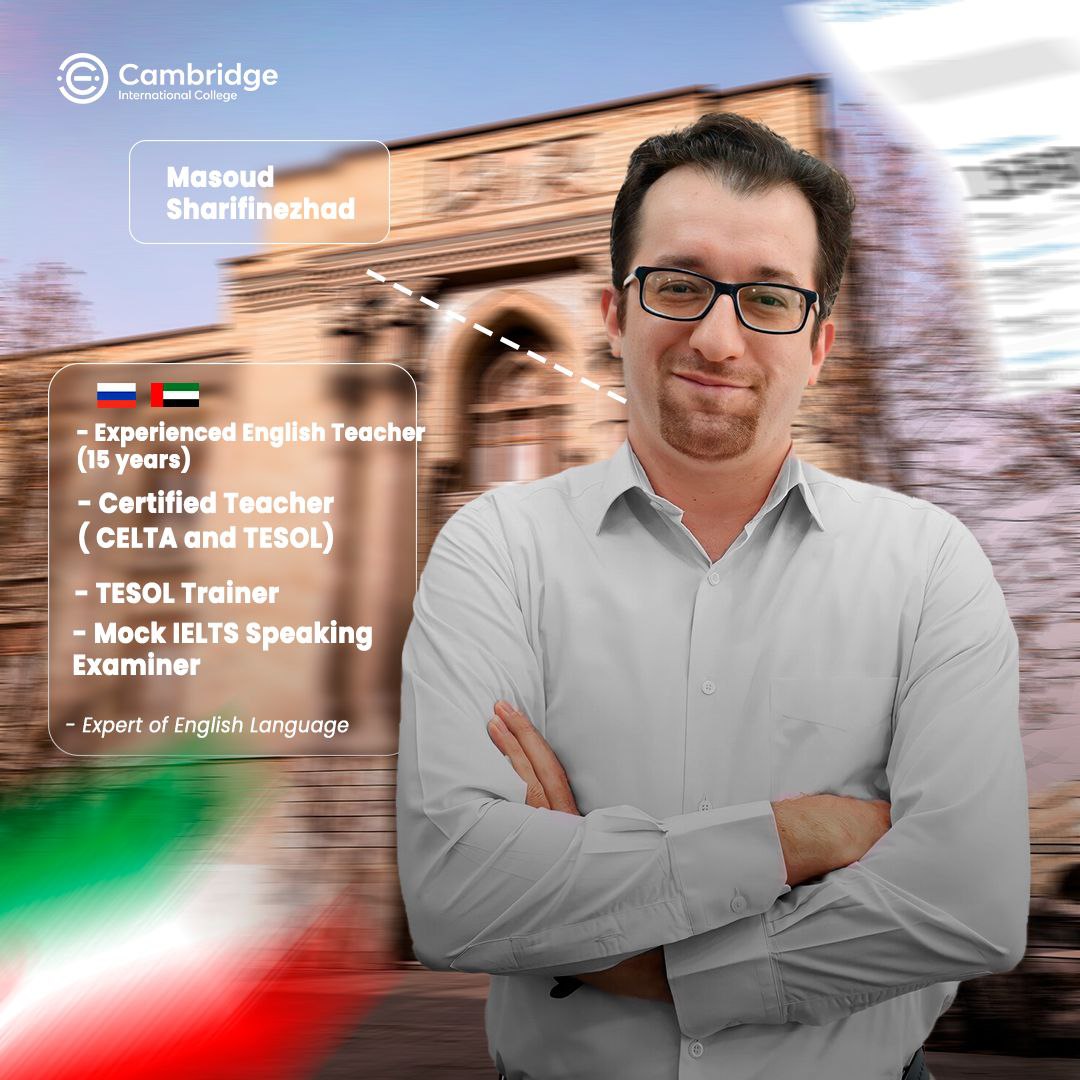 Cambridge
International College
Masoud
Sharifinezhad
- Experienced English Teacher
(15 years)
- Certified Teacher
( CELTA and TESOL)
- TESOL Trainer
- Mock IELTS Speaking
Examiner
- Expert of English Language